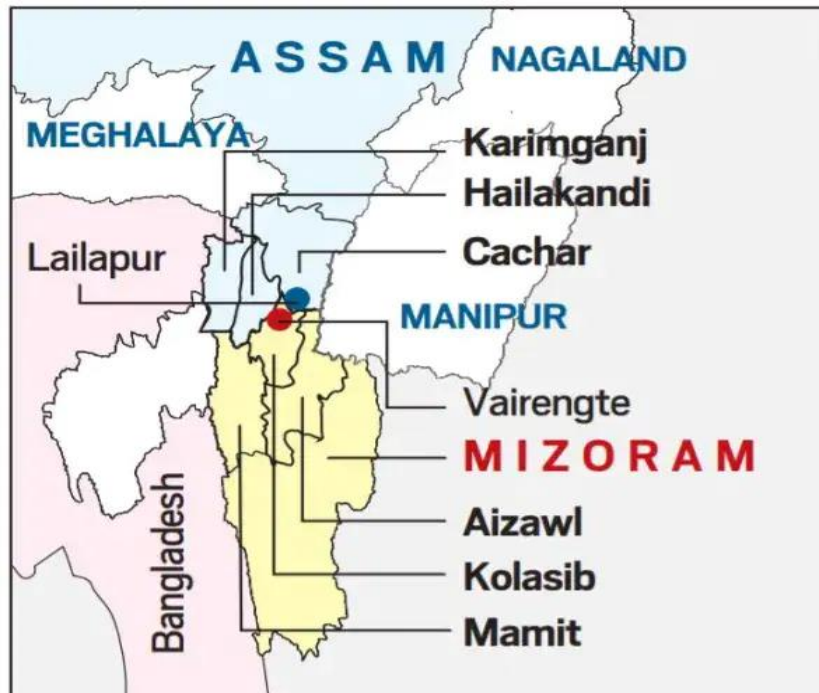 ASSAM
NAGALAND
MEGHALAYA
Karimganj
Hailakandi
Lailapur
Cachar
MANIPUR
Vairengte
MIZORAM
Bangladesh
Aizawl
Kolasib
Mamit